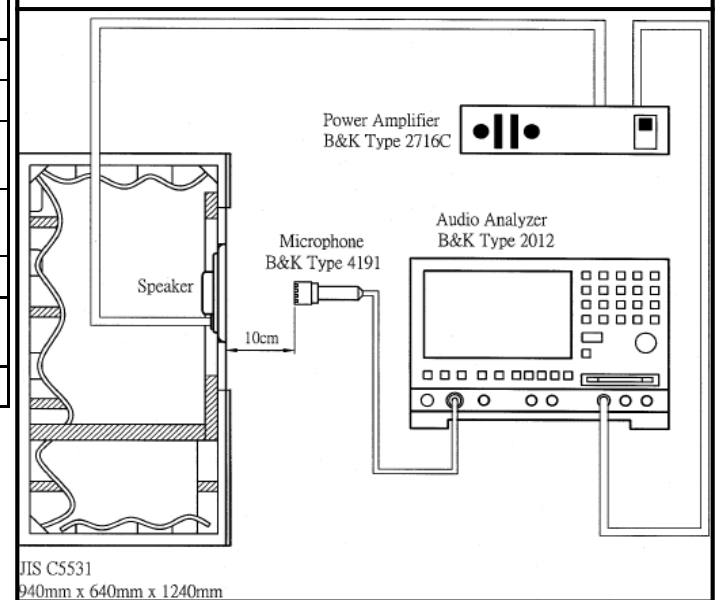 Power Amplifier
B&K Type 2716C
Audio Analyzer
B&K Type 2012
Microphone
B&K Type 4191
Speaker
10cm
JIS C5531
940mm x 640mm x 1240mm